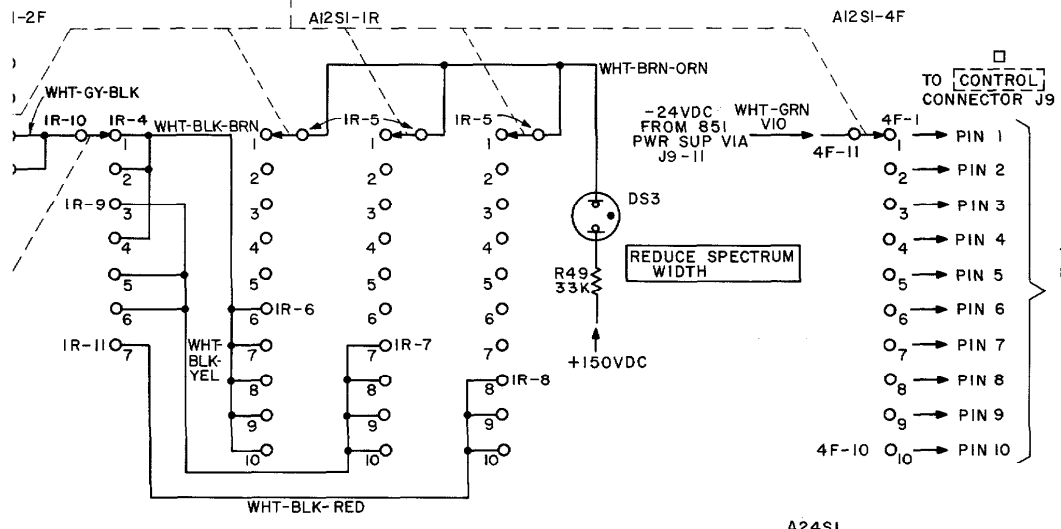 1-2F
A12S1-1R
A12S1-4F
WHT-GY-BLK
WHT-BRN-ORN
TO CONTROL
CONNECTOR J9
1R-10
1R-4
WHT-BLK-BRN
1R-5
1R-5
-24VDC
FROM 851
PWR SUP VIA
J9-11
WHT-GRN
VIO
4F-11
4F-1
1
1
1
1
1
PIN 1
2
2
2
2
2
PIN 2
1R-9
3
3
3
3
3
PIN 3
DS3
4
4
4
4
4
PIN 4
REDUCE SPECTRUM
WIDTH
5
5
5
5
5
PIN 5
R49
33K
6
1R-6
6
6
6
6
PIN 6
1R-11
7
WHT-
BLK-
YEL
7
7
1R-7
7
7
PIN 7
+150VDC
8
8
8
1R-8
8
PIN 8
9
9
9
9
PIN 9
10
10
10
4F-10
10
PIN 10
WHT-BLK-RED
A24S1